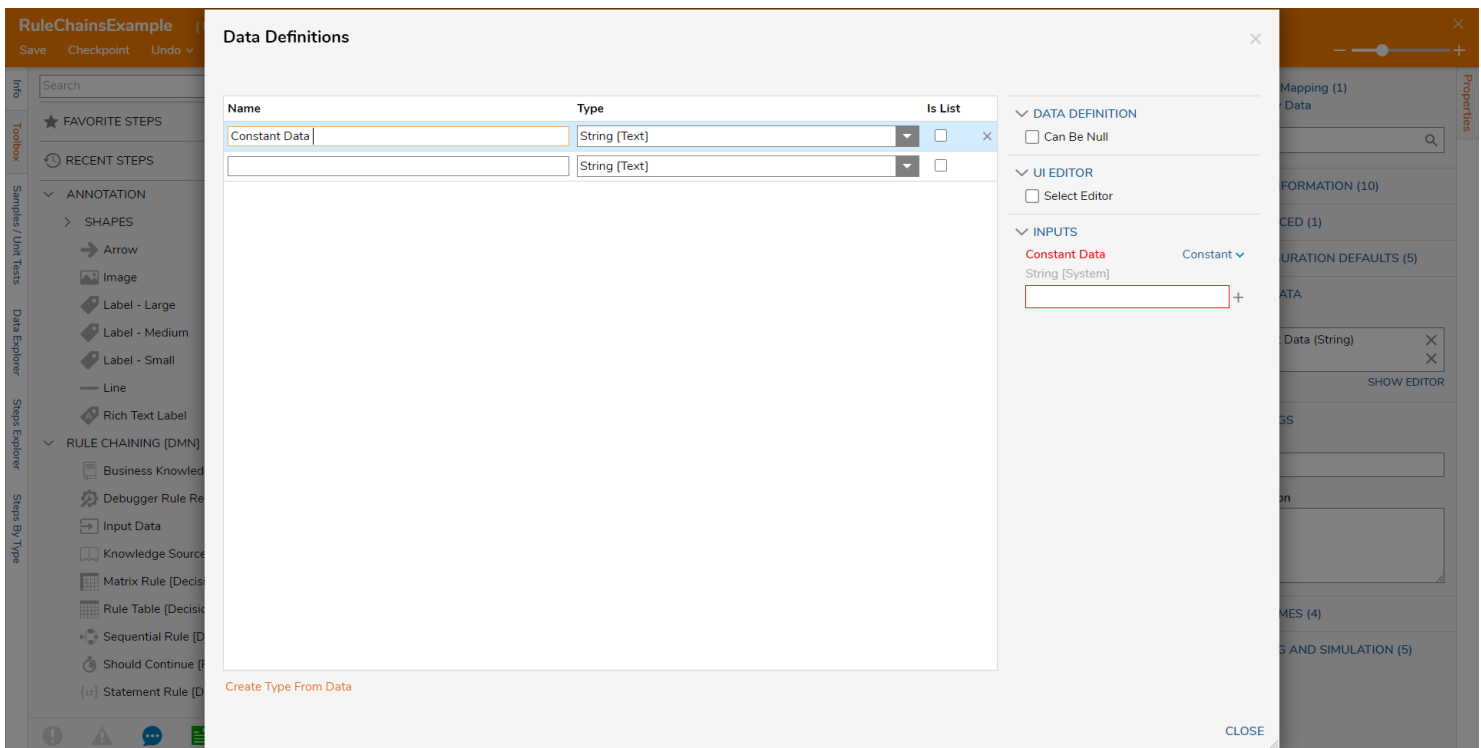 RuleChainsExample
Save Checkpoint Undo
Info
Toolbox
Samples / Unit Tests
Data Explorer
Steps Explorer
Steps By Type
Search
FAVORITE STEPS
RECENT STEPS
ANNOTATION
SHAPES
Arrow
Image
Label - Large
Label - Medium
Label - Small
Line
Rich Text Label
RULE CHAINING [DMN]
Business Knowled
Debugger Rule Re
Input Data
Knowledge Source
Matrix Rule [Decis
Rule Table [Decisio
Sequential Rule [D
Should Continue [
Statement Rule [D
Data Definitions
Name Type Is List
Constant Data String [Text]
String [Text]
Create Type From Data
DATA DEFINITION
Can Be Null
UI EDITOR
Select Editor
INPUTS
Constant Data Constant
String [System]
CLOSE
Mapping (1)
Data
FORMATION (10)
CED (1)
URATION DEFAULTS (5)
ATA
Data (String)
SHOW EDITOR
GS
on
MES (4)
G AND SIMULATION (5)
Properties